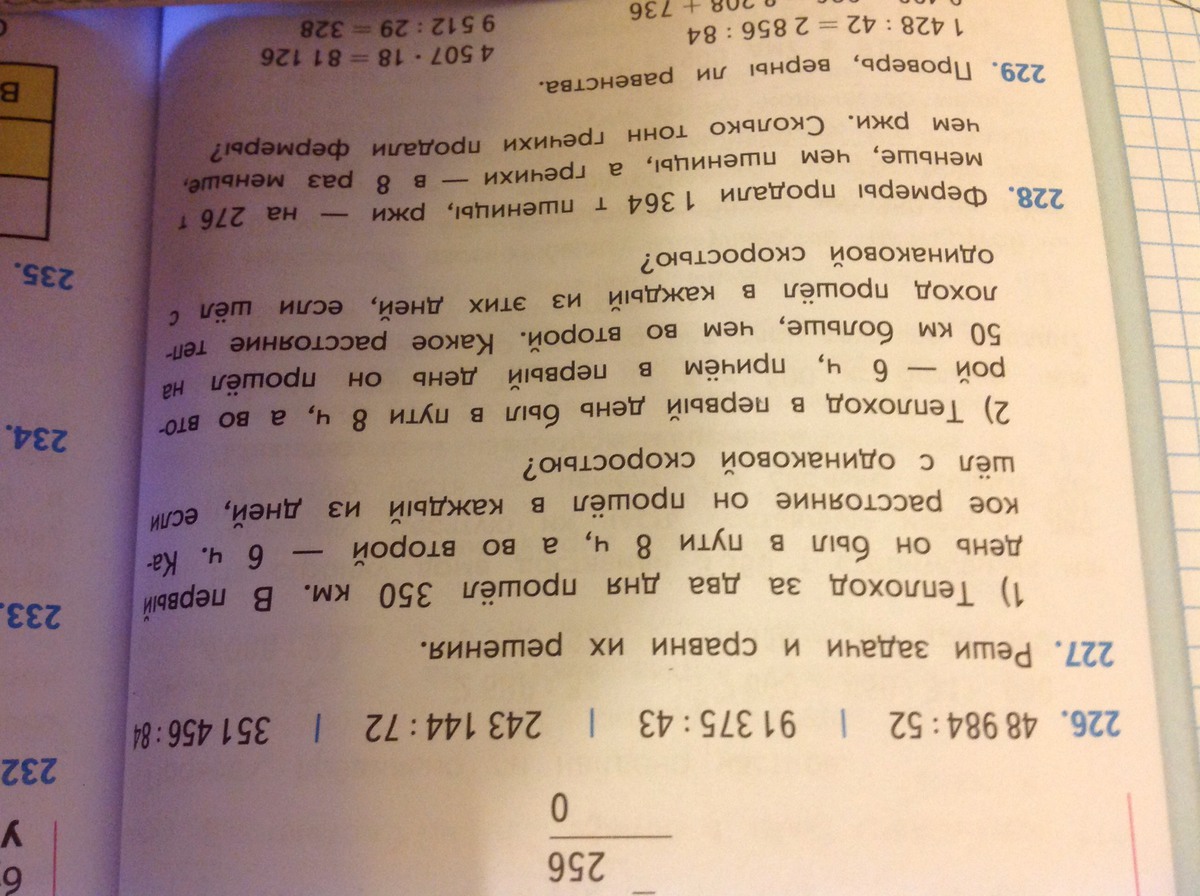 256
0
226. 48 984 : 52 | 91 375 : 43 | 243 144 : 72 | 351 456 : 84
227. Реши задачи и сравни их решения.
1) Теплоход за два дня прошёл 350 км. В первый
день он был в пути 8 ч, а во второй — 6 ч. Ка-
кое расстояние он прошёл в каждый из дней, если
шёл с одинаковой скоростью?
2) Теплоход в первый день был в пути 8 ч, а во вто-
рой — 6 ч, причём в первый день он прошёл на
50 км больше, чем во второй. Какое расстояние теп-
лоход прошёл в каждый из этих дней, если шёл с
одинаковой скоростью?
228. Фермеры продали 1 364 т пшеницы, ржи — на 276 т
меньше, чем пшеницы, а гречихи — в 8 раз меньше,
чем ржи. Сколько тонн гречихи продали фермеры?
229. Проверь, верны ли равенства.
1 428 : 42 = 2 856 : 84 4 507 · 18 = 81 126
8 208 + 736 9 512 : 29 = 328
232
233.
234.
235.
В